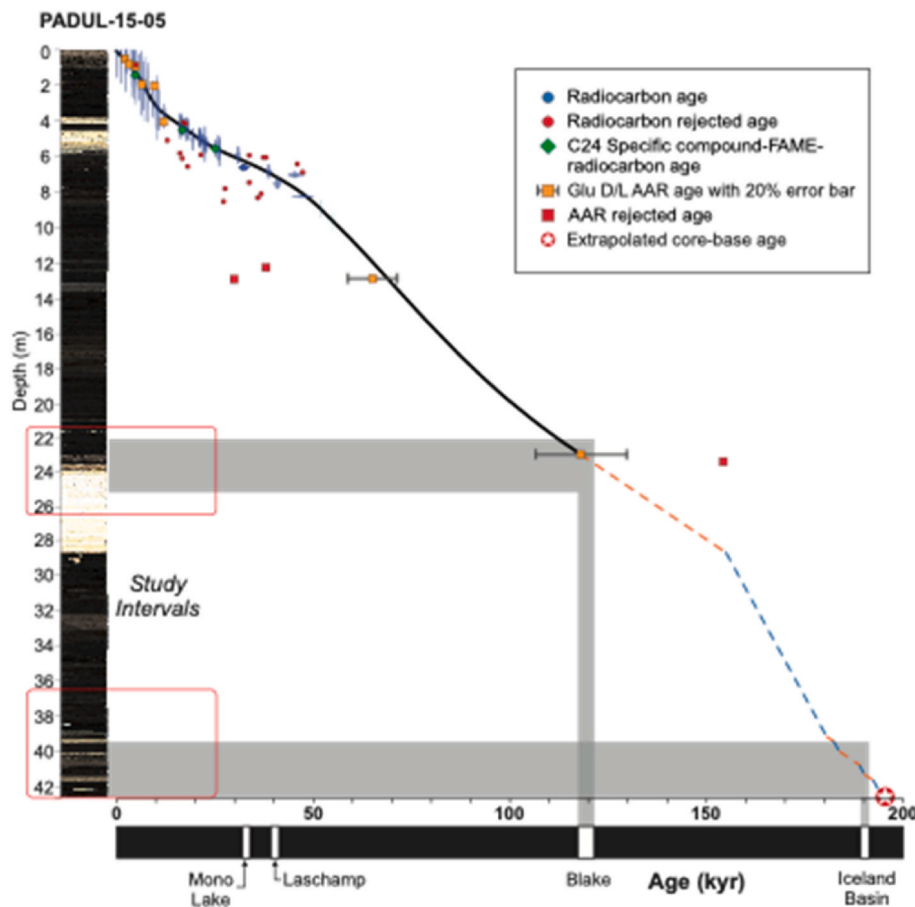 PADUL-15-05
0
2
4
6
8
10
12
14
16
18
20
22
24
26
28
30
32
34
36
38
40
42
Depth (m)
Radiocarbon age
Radiocarbon rejected age
C24 Specific compound-FAME-
radiocarbon age
Glu D/L AAR age with 20% error bar
AAR rejected age
Extrapolated core-base age
Study
Intervals
0 50 100 150 200
Mono
Lake
Laschamp
Blake
Age (kyr)
Iceland
Basin